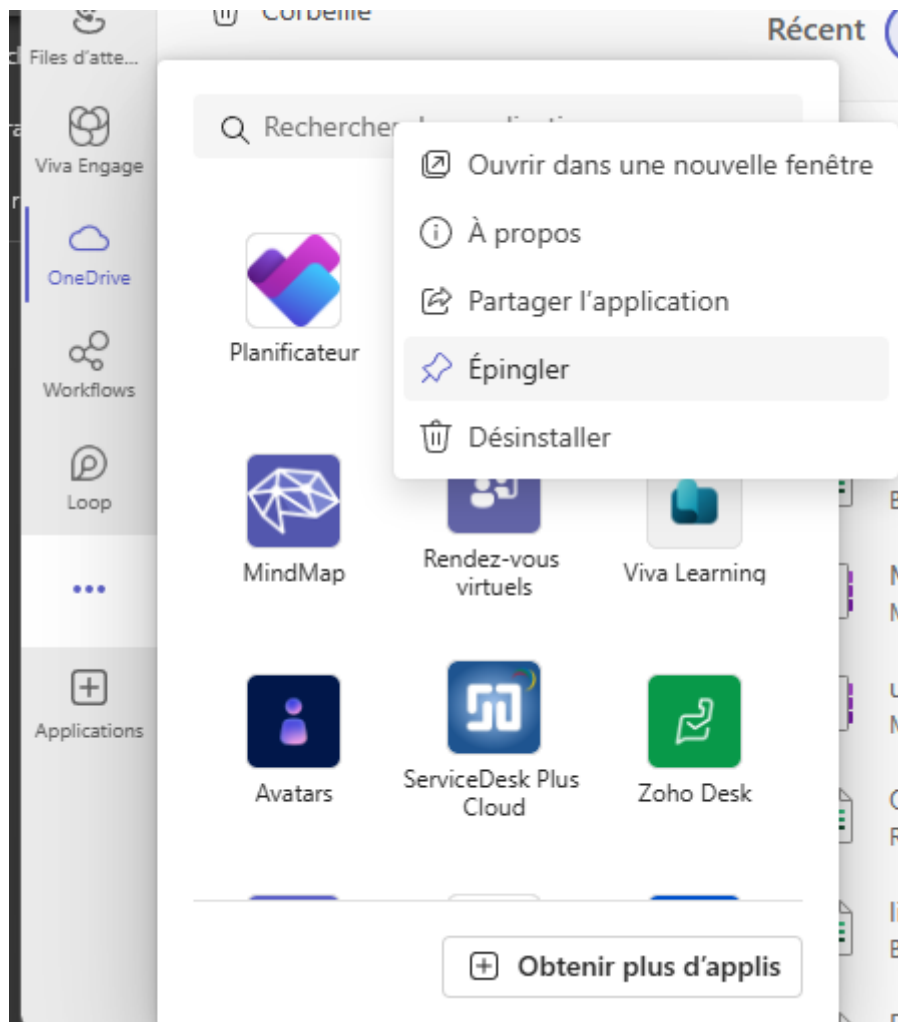 Corbeille
Récent
Files d'atte...
Rechercher
Viva Engage
OneDrive
Workflows
Loop
Applications
Ouvrir dans une nouvelle fenêtre
À propos
Partager l'application
Épingler
Désinstaller
Planificateur
MindMap
Rendez-vous
virtuels
Viva Learning
Avatars
ServiceDesk Plus
Cloud
Zoho Desk
Obtenir plus d'applis